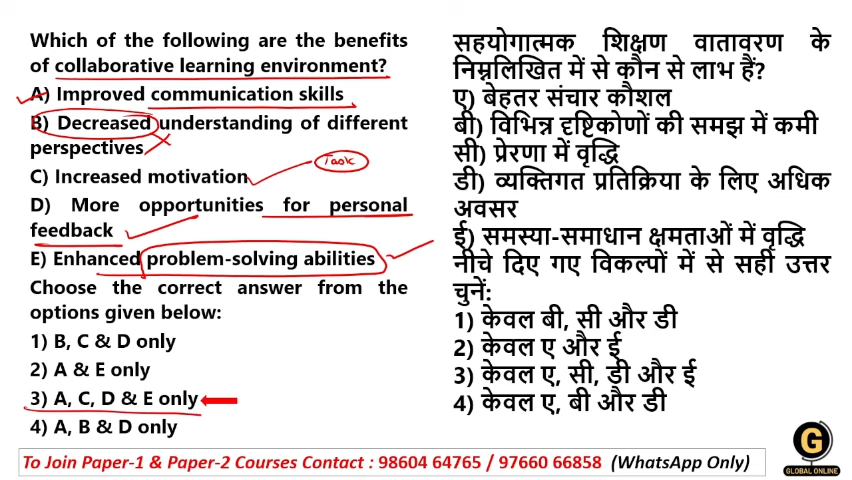 Which of the following are the benefits
of collaborative learning environment?
A) Improved communication skills
B) Decreased understanding of different
perspectives
Task
C) Increased motivation
D) More opportunities for personal
feedback
E) Enhanced problem-solving abilities
Choose the correct answer from the
options given below:
1) B, C & D only
2) A & E only
3) A, C, D & E only
4) A, B & D only
सहयोगात्मक शिक्षण वातावरण के
निम्नलिखित में से कौन से लाभ हैं?
ए) बेहतर संचार कौशल
बी) विभिन्न दृष्टिकोणों की समझ में कमी
सी) प्रेरणा में वृद्धि
डी) व्यक्तिगत प्रतिक्रिया के लिए अधिक
अवसर
ई) समस्या-समाधान क्षमताओं में वृद्धि
नीचे दिए गए विकल्पों में से सही उत्तर
चुनें:
1) केवल बी, सी और डी
2) केवल ए और ई
3) केवल ए, सी, डी और ई
4) केवल ए, बी और डी
To Join Paper-1 & Paper-2 Courses Contact : 98604 64765 / 97660 66858 (WhatsApp Only)
G
GLOBAL ONLINE